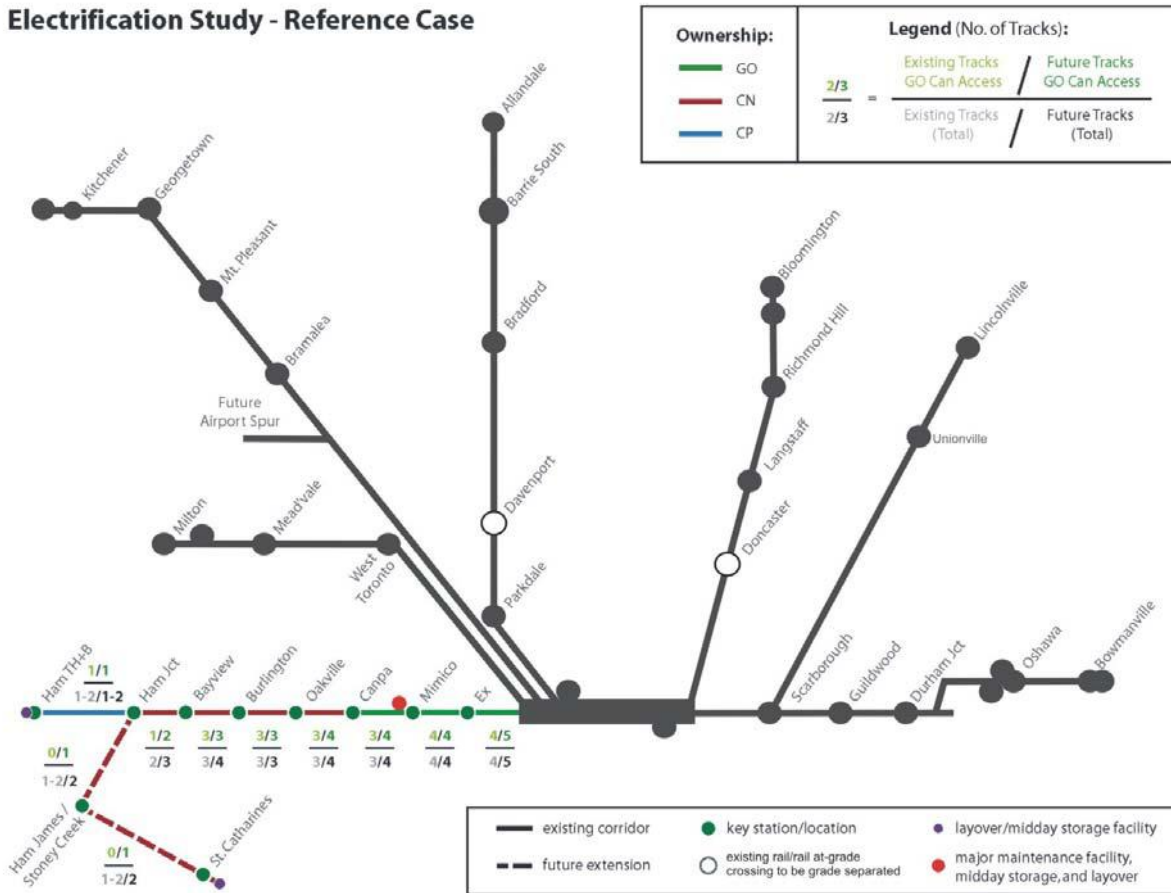 Electrification Study - Reference Case
Ownership:
GO
CN
CP
Legend (No. of Tracks):
2/3
2/3
=
Existing Tracks
GO Can Access
/
Future Tracks
GO Can Access
Existing Tracks
(Total)
/
Future Tracks
(Total)
Kitchener
Georgetown
Mt. Pleasant
Bramalea
Future
Airport Spur
Milton
Mead'vale
West
Toronto
Allandale
Barrie South
Bradford
Davenport
Parkdale
Bloomington
Richmond Hill
Langstaff
Doncaster
Lincolnville
Unionville
Scarborough
Guildwood
Durham Jct
Oshawa
Bowmanville
Ham TH+B
1/1
1-2/1-2
Ham Jct
Bayview
Burlington
Oakville
Canpa
Mimico
Ex
0/1
1-2/2
1/2
2/3
3/3
3/4
3/3
3/3
3/4
3/4
3/4
3/4
4/4
4/4
4/5
4/5
Ham James /
Stoney Creek
0/1
1-2/2
St. Catharines
existing corridor
future extension
key station/location
existing rail/rail at-grade
crossing to be grade separated
layover/midday storage facility
major maintenance facility,
midday storage, and layover